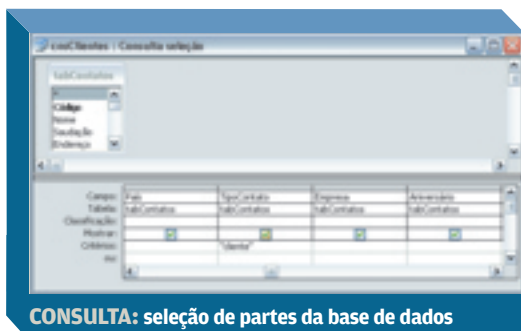 cnsClientes : Consulta seleção
tabContatos
*
Código
Nome
Saudação
Endereço
Campo: País TipoContato Empresa Aniversário
Tabela: tabContatos tabContatos tabContatos tabContatos
Classificação:
Mostrar:
Critérios: "cliente"
ou:
CONSULTA: seleção de partes da base de dados